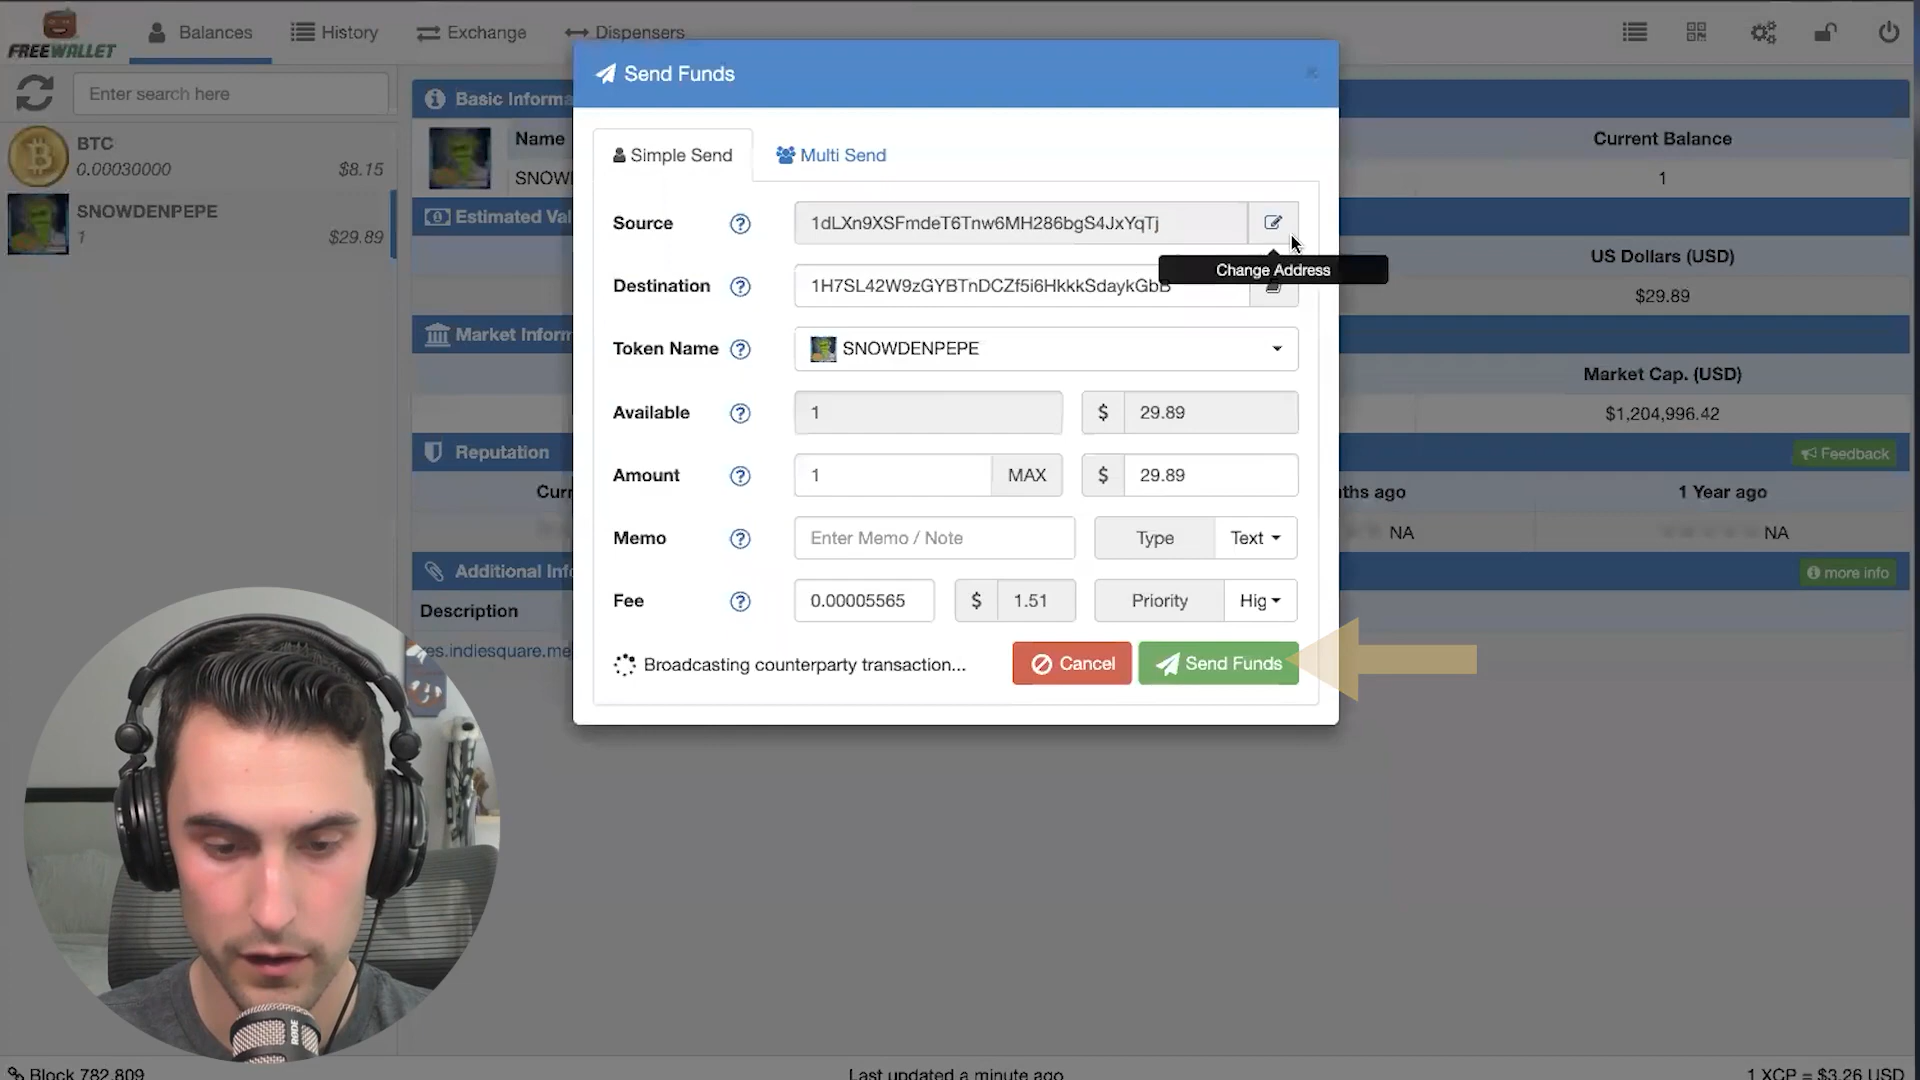 FREEWALLET
Balances
History
Exchange
Dispensers
Enter search here
BTC
0.00030000
$8.15
SNOWDENPEPE
1
$29.89
Basic Informa
Name
SNOW
Current Balance
1
Estimated Val
US Dollars (USD)
$29.89
Market Inform
Market Cap. (USD)
$1,204,996.42
Reputation
Feedback
Curr
ths ago
1 Year ago
NA
NA
Additional Inf
more info
Description
es.indiesquare.me
Send Funds
×
Simple Send
Multi Send
Source
?
1dLXn9XSFmdeT6Tnw6MH286bgS4JxYqTj
Change Address
Destination
?
1H7SL42W9zGYBTnDCZf5i6HkkkSdaykGbB
Token Name
?
SNOWDENPEPE
Available
?
1
$
29.89
Amount
?
1
MAX
$
29.89
Memo
?
Enter Memo / Note
Type
Text
Fee
?
0.00005565
$
1.51
Priority
Hig
Broadcasting counterparty transaction...
Cancel
Send Funds
RODE
Block 782,809
Last updated a minute ago
1 XCP = $3.26 USD